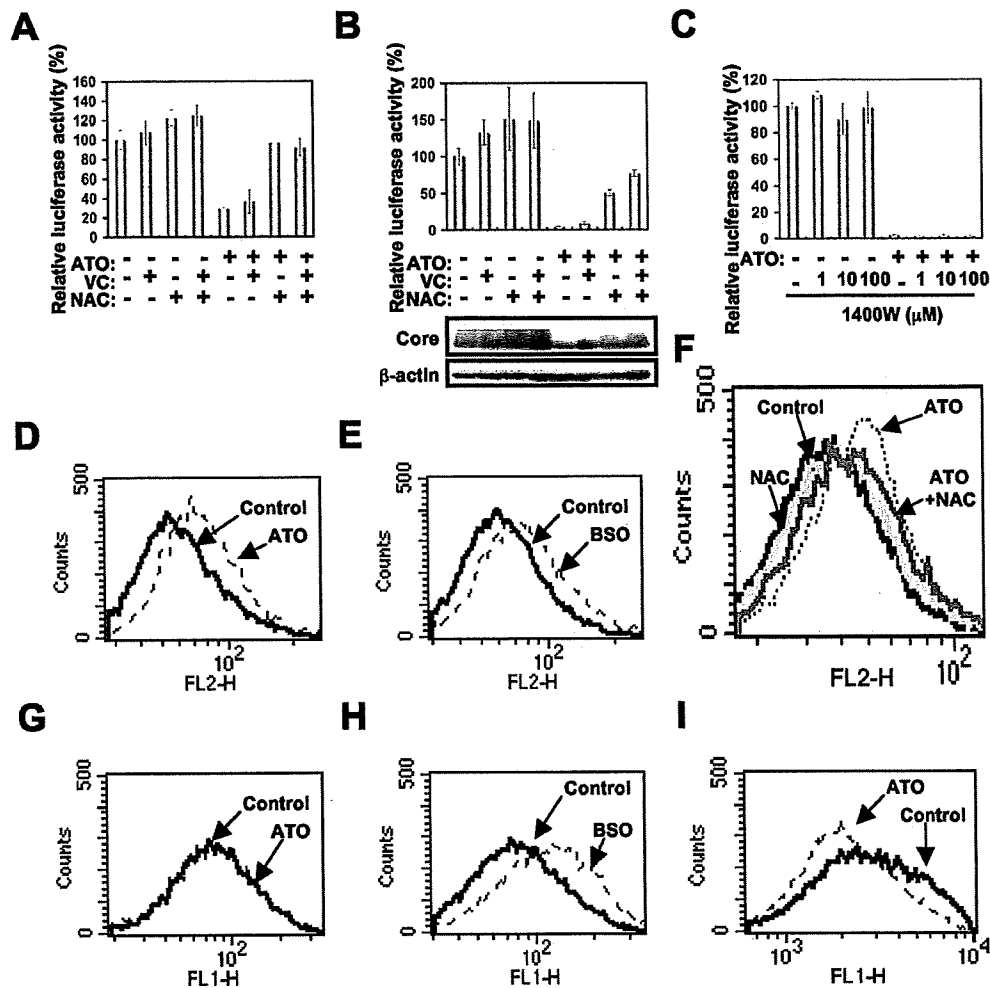 A
Relative luciferase activity (%)
160
140
120
100
80
60
40
20
0
ATO: - - - - + + + +
VC: - + - + - + - +
NAC: - - + + - - + +
B
Relative luciferase activity (%)
200
150
100
50
0
ATO: - - - - + + + +
VC: - + - + - + - +
NAC: - - + + - - + +
Core
β-actin
C
Relative luciferase activity (%)
120
100
80
60
40
20
0
ATO: - - - - + + + +
- 1 10 100 - 1 10 100
1400W (μM)
D
500
Counts
0
Control
ATO
10²
FL2-H
E
500
Counts
0
Control
BSO
10²
FL2-H
F
500
Counts
0
Control
ATO
NAC
ATO
+NAC
FL2-H
10²
G
500
Counts
0
Control
ATO
10²
FL1-H
H
500
Counts
0
Control
BSO
10²
FL1-H
I
500
Counts
0
ATO
Control
10³
10⁴
FL1-H